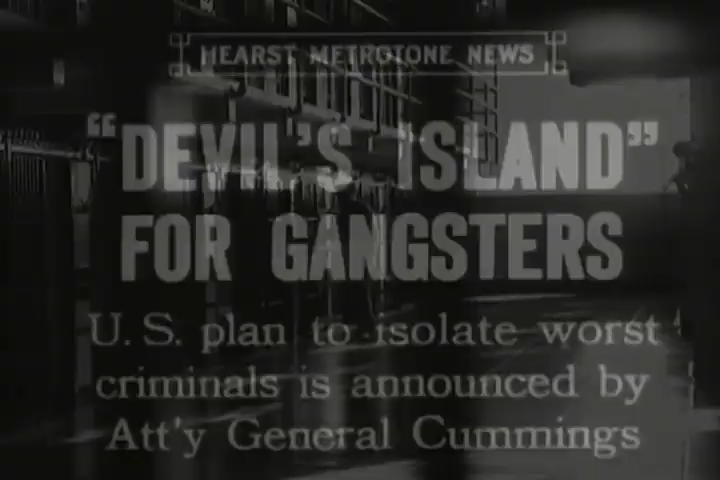 HEARST METROTONE NEWS
"DEVIL'S ISLAND"
FOR GANGSTERS
U. S. plan to isolate worst
criminals is announced by
Att'y General Cummings